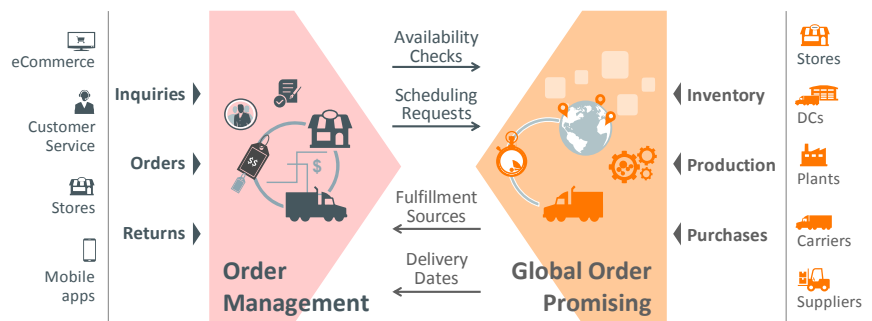 eCommerce
Customer
Service
Stores
Mobile
apps
Inquiries
Orders
Returns
$$
$
Order
Management
Availability
Checks
Scheduling
Requests
Fulfillment
Sources
Delivery
Dates
Global Order
Promising
Inventory
Production
Purchases
Stores
DCs
Plants
Carriers
Suppliers